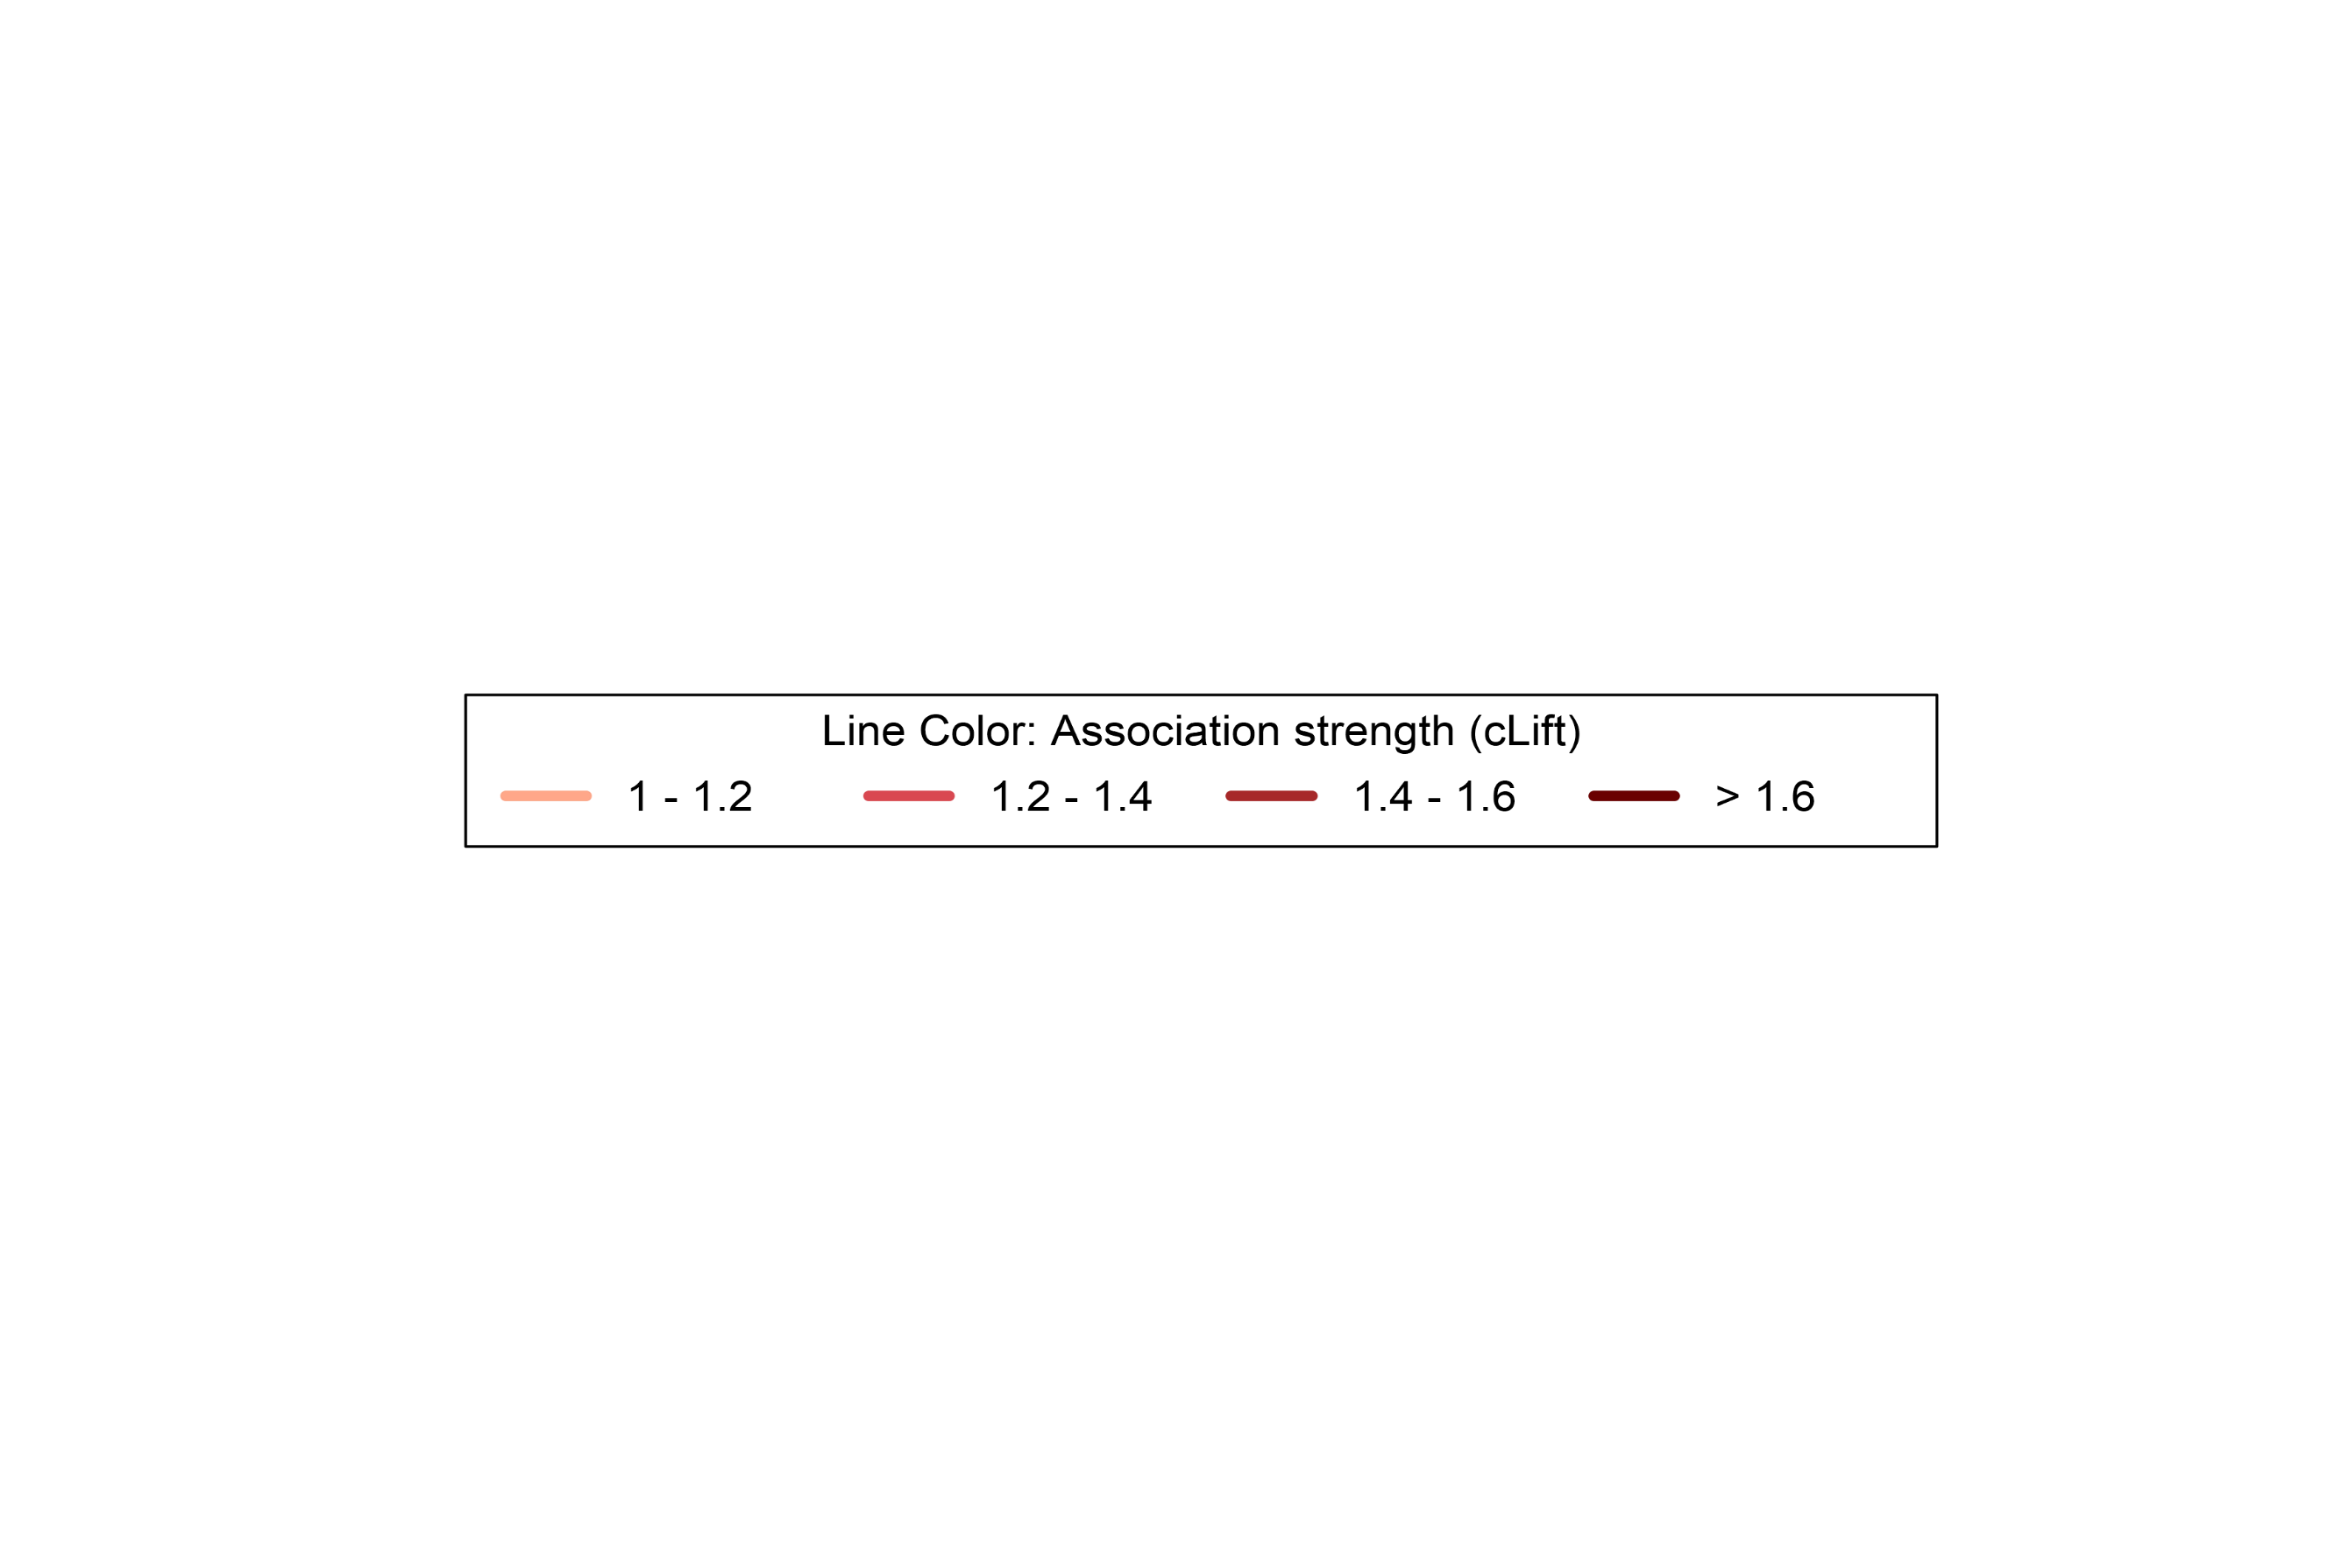 Line Color: Association strength (cLift)
1 - 1.2 1.2 - 1.4 1.4 - 1.6 > 1.6